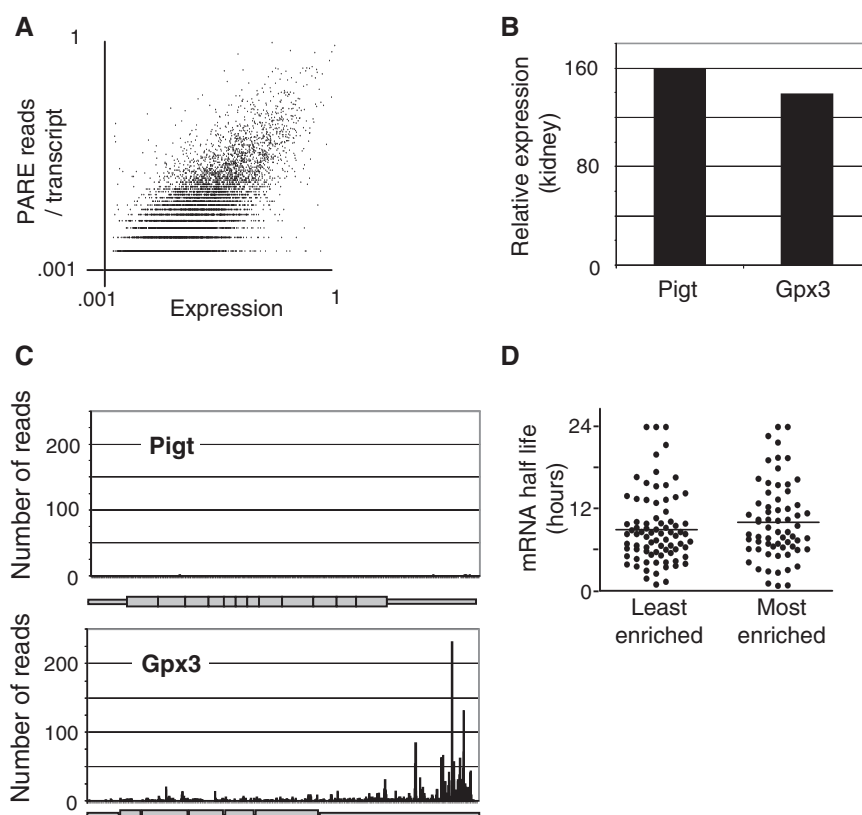 A
1
PARE reads
/ transcript
.001
.001
1
Expression
B
Relative expression
(kidney)
160
80
0
Pigt
Gpx3
C
Number of reads
200
100
0
Pigt
Number of reads
200
100
0
Gpx3
D
mRNA half life
(hours)
24
12
0
Least
enriched
Most
enriched